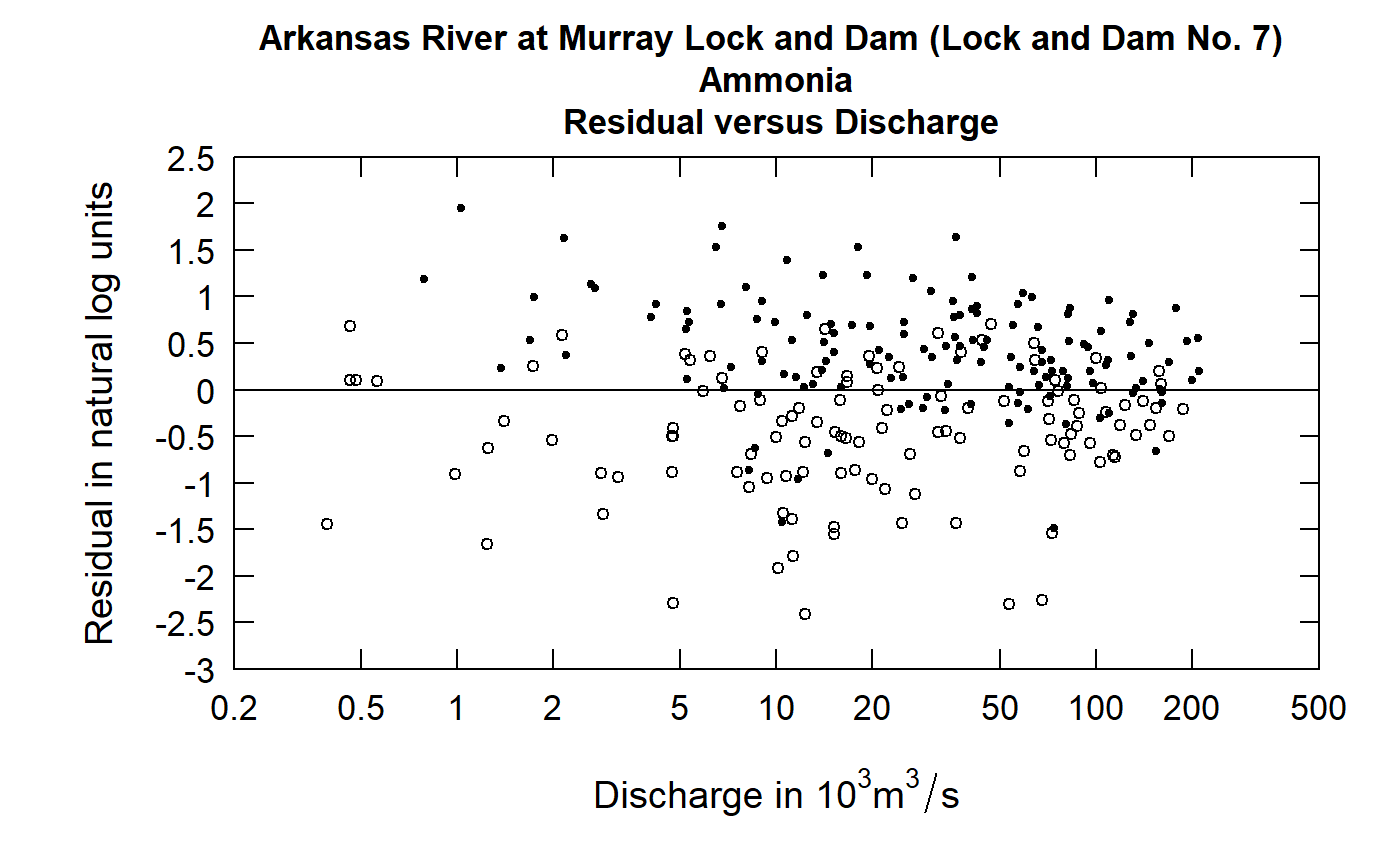 Arkansas River at Murray Lock and Dam (Lock and Dam No. 7)
Ammonia
Residual versus Discharge
Residual in natural log units
2.5
2
1.5
1
0.5
0
-0.5
-1
-1.5
-2
-2.5
-3
0.2 0.5 1 2 5 10 20 50 100 200 500
Discharge in 10³m³/s